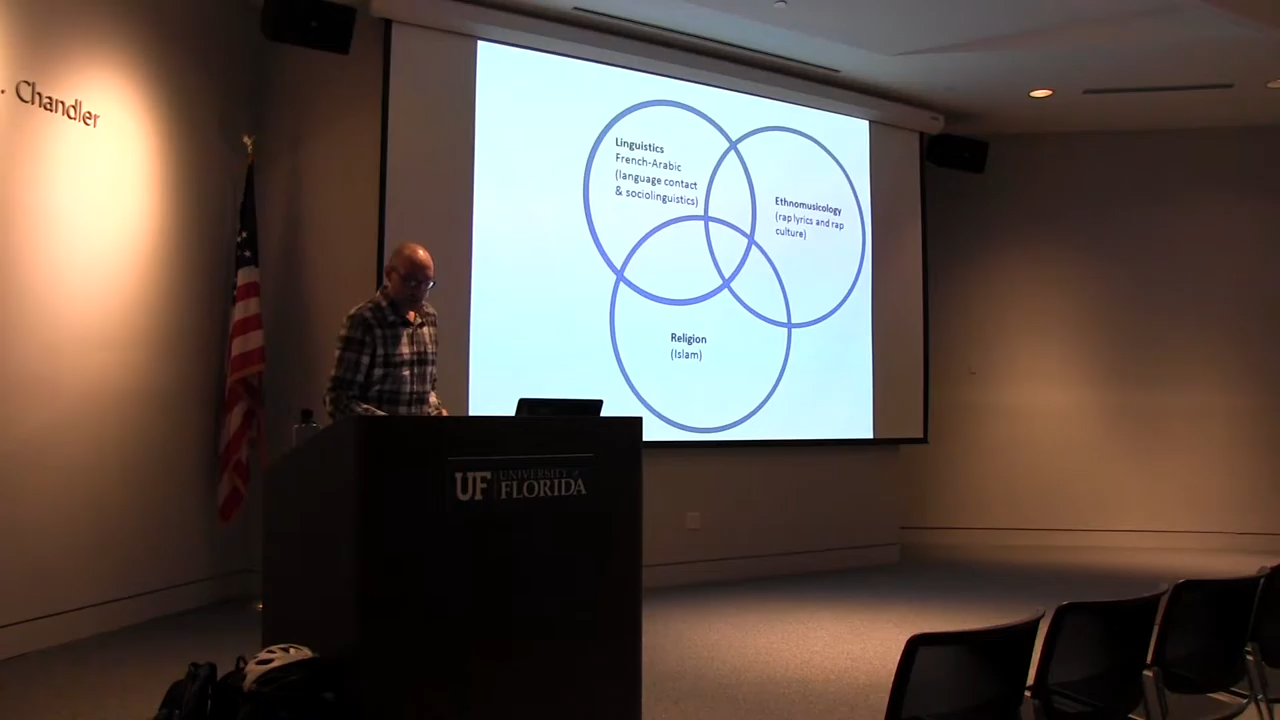 . Chandler
Linguistics
French-Arabic
(language contact
& sociolinguistics)
Ethnomusicology
(rap lyrics and rap
culture)
Religion
(Islam)
UF UNIVERSITY of
FLORIDA